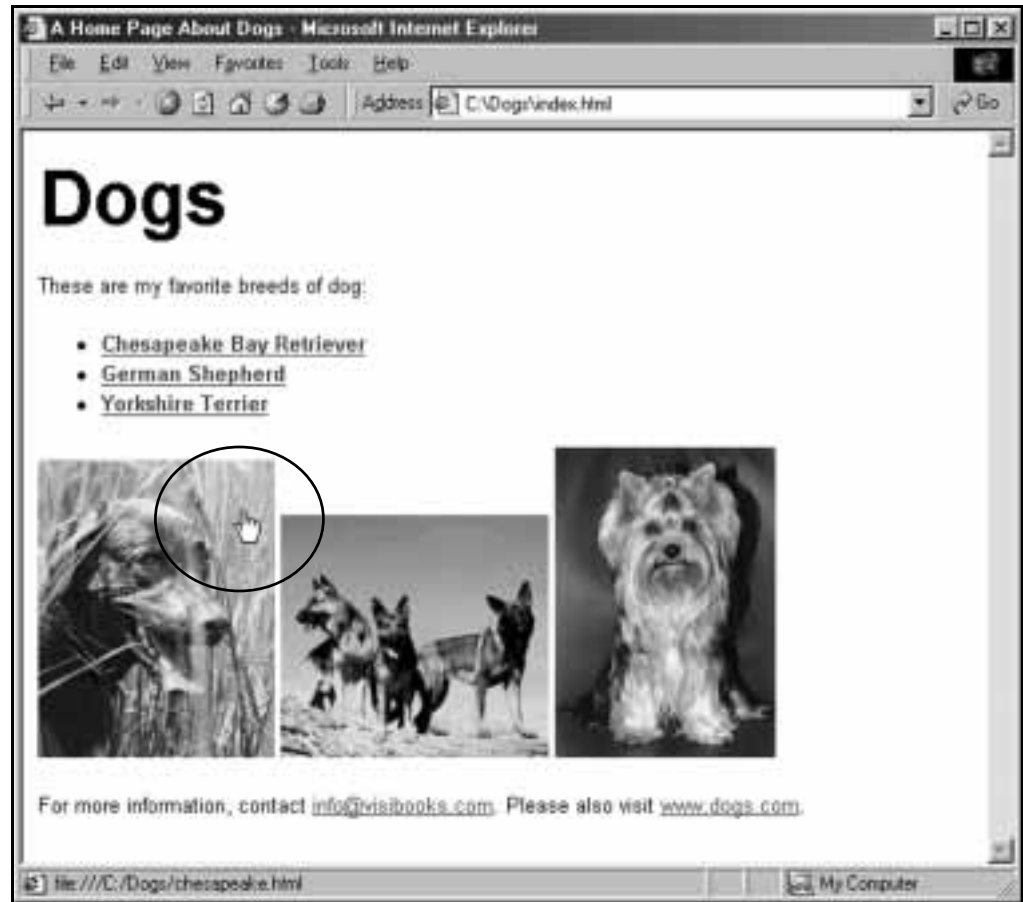 A Home Page About Dogs - Microsoft Internet Explorer
File Edit View Favorites Tools Help
Address C:\Dogs\index.html Go
Dogs
These are my favorite breeds of dog:
• Chesapeake Bay Retriever
• German Shepherd
• Yorkshire Terrier
For more information, contact info@visibooks.com. Please also visit www.dogs.com.
file:///C:/Dogs/chesapeake.html My Computer